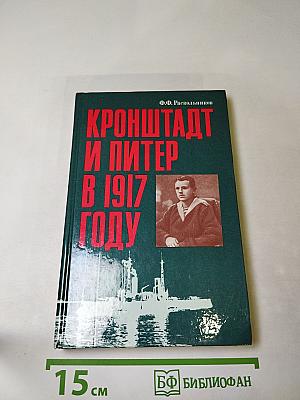 Ф.Ф. Раскольников
КРОНШТАДТ
И ПИТЕР
В 1917
ГОДУ
15 см
БФ БИБЛИОФАН